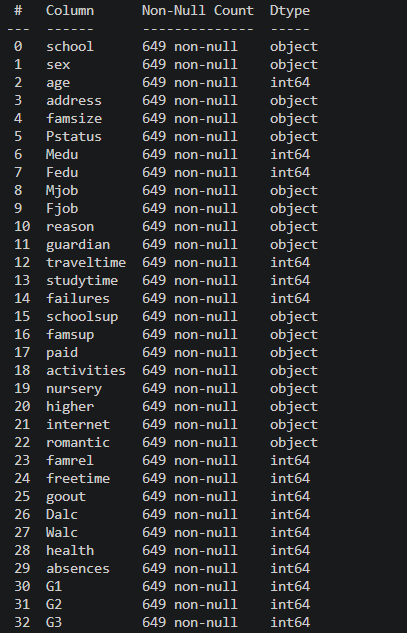 #   Column      Non-Null Count  Dtype
---  ------      --------------  -----
0   school      649 non-null    object
1   sex         649 non-null    object
2   age         649 non-null    int64
3   address     649 non-null    object
4   famsize     649 non-null    object
5   Pstatus     649 non-null    object
6   Medu        649 non-null    int64
7   Fedu        649 non-null    int64
8   Mjob        649 non-null    object
9   Fjob        649 non-null    object
10  reason      649 non-null    object
11  guardian    649 non-null    object
12  traveltime  649 non-null    int64
13  studytime   649 non-null    int64
14  failures    649 non-null    int64
15  schoolsup   649 non-null    object
16  famsup      649 non-null    object
17  paid        649 non-null    object
18  activities  649 non-null    object
19  nursery     649 non-null    object
20  higher      649 non-null    object
21  internet    649 non-null    object
22  romantic    649 non-null    object
23  famrel      649 non-null    int64
24  freetime    649 non-null    int64
25  goout       649 non-null    int64
26  Dalc        649 non-null    int64
27  Walc        649 non-null    int64
28  health      649 non-null    int64
29  absences    649 non-null    int64
30  G1          649 non-null    int64
31  G2          649 non-null    int64
32  G3          649 non-null    int64